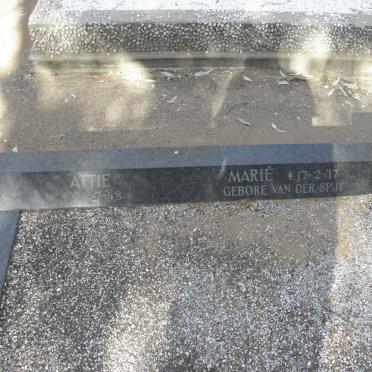 ATTIE
MARIÉ * 17-2-17
GEBORE VAN DER SPUY